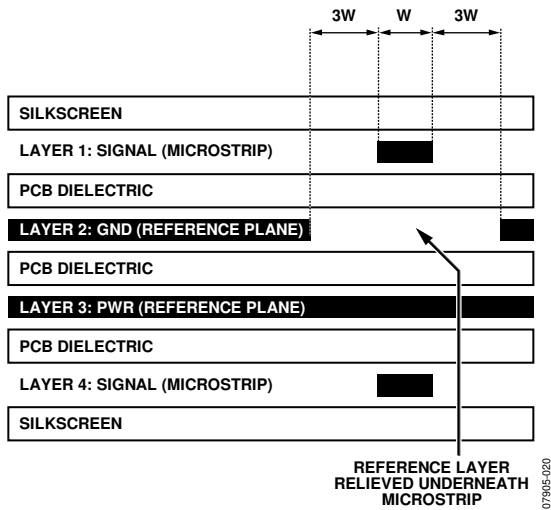 3W W 3W
SILKSCREEN
LAYER 1: SIGNAL (MICROSTRIP)
PCB DIELECTRIC
LAYER 2: GND (REFERENCE PLANE)
PCB DIELECTRIC
LAYER 3: PWR (REFERENCE PLANE)
PCB DIELECTRIC
LAYER 4: SIGNAL (MICROSTRIP)
SILKSCREEN
REFERENCE LAYER
RELIEVED UNDERNEATH
MICROSTRIP
07905-020